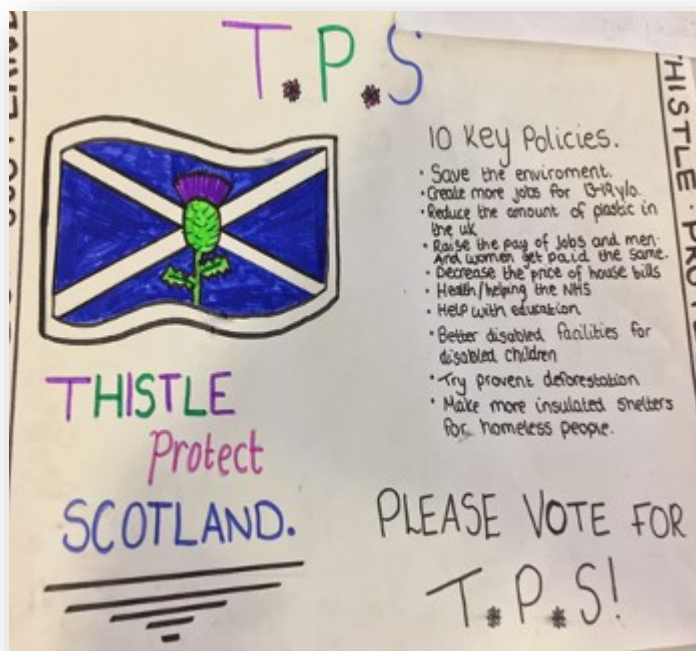 T.P.S
10 Key Policies.
• Save the enviroment.
• Create more jobs for 13-19 y/o.
• Reduce the amount of plastic in
the uk
• Raise the pay of jobs and men.
And women get paid the same.
• Decrease the price of house bills
• Health/helping the NHS
• Help with education
• Better disabled facilities for
disabled children
• Try provent deforestation
• Make more insulated shelters
for homeless people.
THISTLE
Protect
SCOTLAND.
PLEASE VOTE FOR
T.P.S!